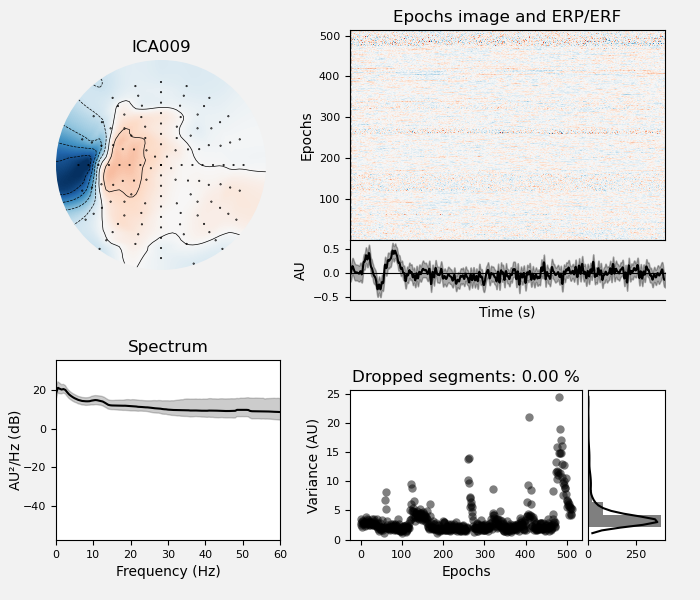 ICA009
Epochs image and ERP/ERF
500
400
300
200
100
Epochs
0.5
0.0
−0.5
AU
Time (s)
Spectrum
20
0
−20
−40
AU²/Hz (dB)
0 10 20 30 40 50 60
Frequency (Hz)
Dropped segments: 0.00 %
25
20
15
10
5
0
Variance (AU)
0 100 200 300 400 500
Epochs
0 250